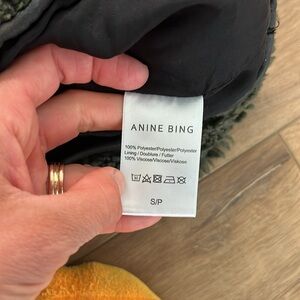 ANINE BING
100% Polyester/Polyester/Polyester
Lining / Doublure / Futter
100% Viscose/Viscose/Viskose
S/P